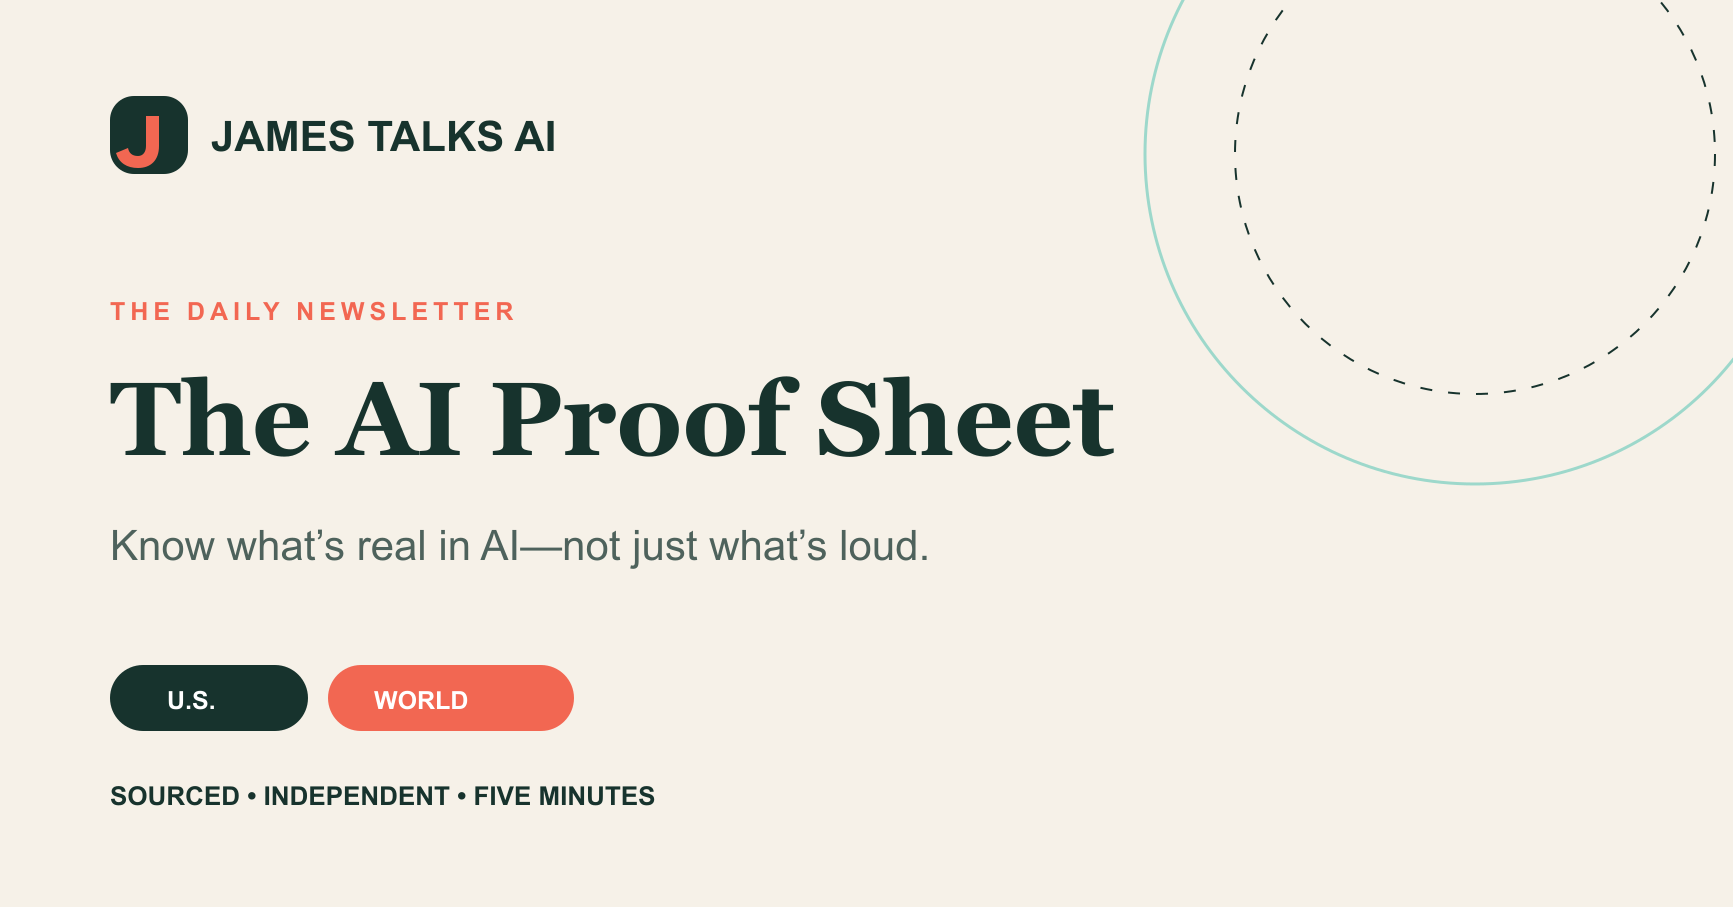 J
JAMES TALKS AI
THE DAILY NEWSLETTER
The AI Proof Sheet
Know what’s real in AI—not just what’s loud.
U.S.
WORLD
SOURCED • INDEPENDENT • FIVE MINUTES